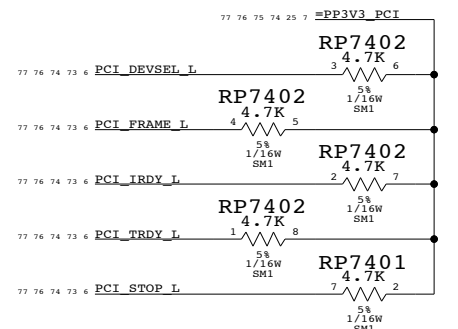 77 76 75 74 25 7 =PP3V3_PCI
RP7402
4.7K
77 76 74 73 6 PCI_DEVSEL_L 3 6
5%
1/16W
SM1
RP7402
4.7K
77 76 74 73 6 PCI_FRAME_L 4 5
5%
1/16W
SM1
RP7402
4.7K
77 76 74 73 6 PCI_IRDY_L 2 7
5%
1/16W
SM1
RP7402
4.7K
77 76 74 73 6 PCI_TRDY_L 1 8
5%
1/16W
SM1
RP7401
4.7K
77 76 74 73 6 PCI_STOP_L 7 2
5%
1/16W
SM1